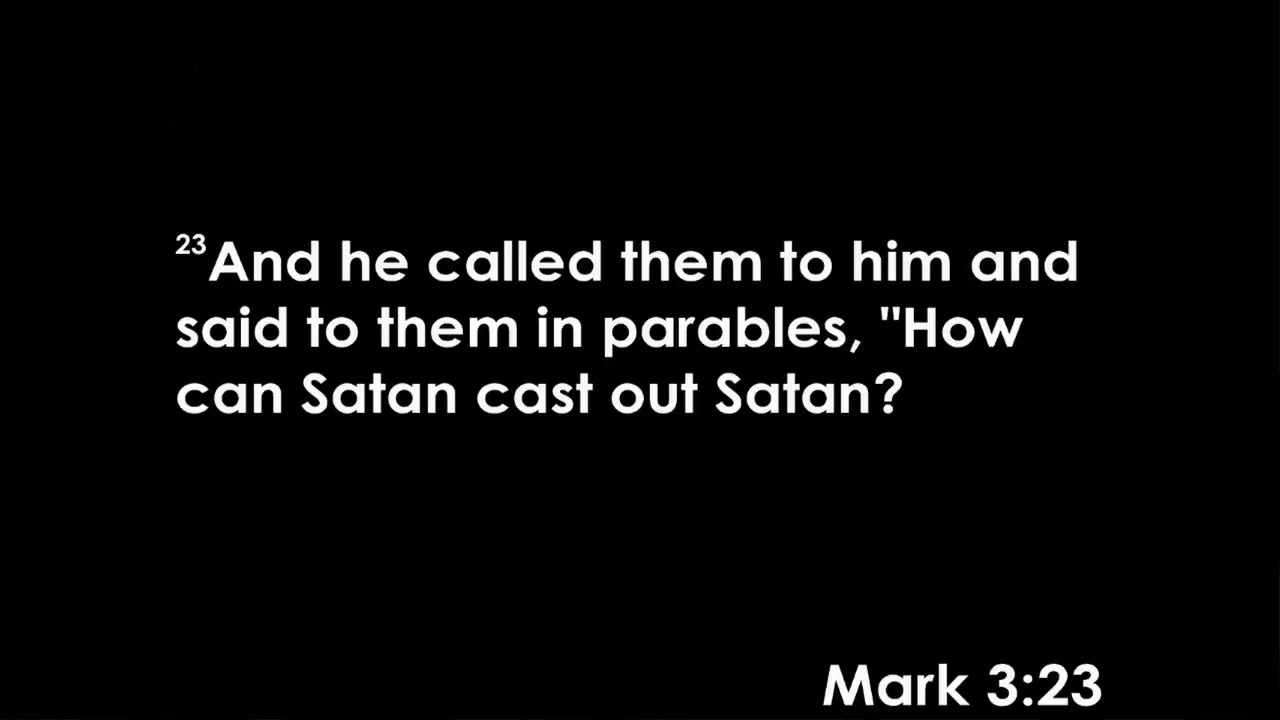 23And he called them to him and
said to them in parables, "How
can Satan cast out Satan?
Mark 3:23